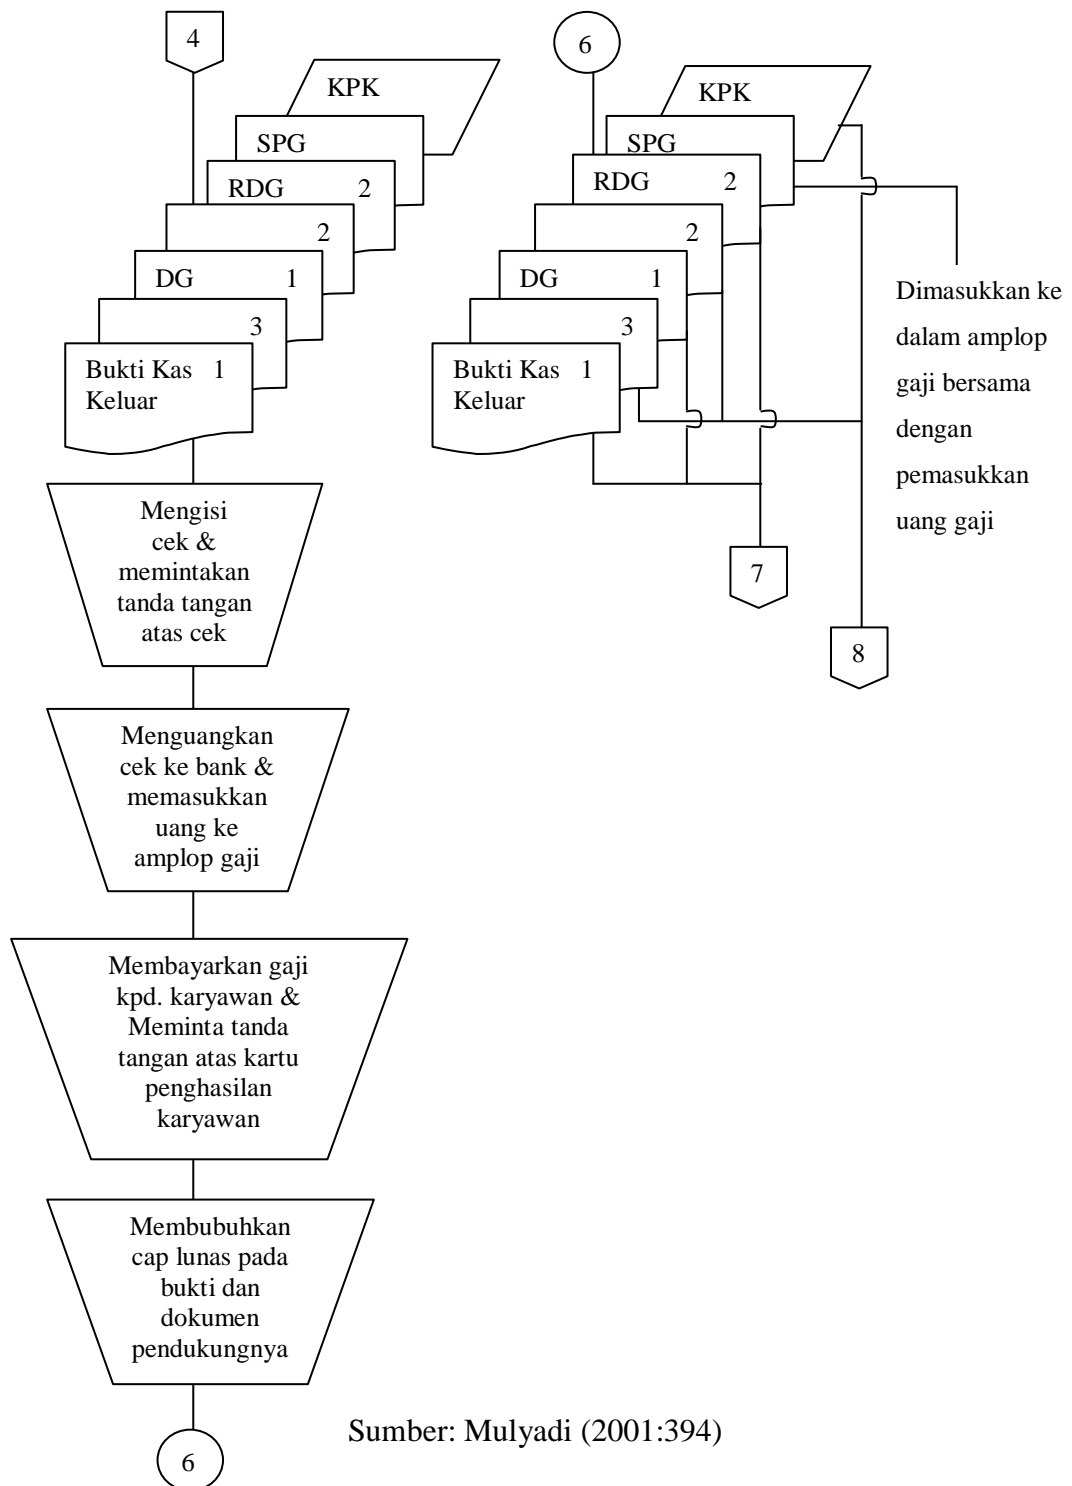 4
KPK
SPG
RDG 2
2
DG 1
3
Bukti Kas 1
Keluar
Mengisi
cek &
memintakan
tanda tangan
atas cek
Menguangkan
cek ke bank &
memasukkan
uang ke
amplop gaji
Membayarkan gaji
kpd. karyawan &
Meminta tanda
tangan atas kartu
penghasilan
karyawan
Membubuhkan
cap lunas pada
bukti dan
dokumen
pendukungnya
6
6
KPK
SPG
RDG 2
2
DG 1
3
Bukti Kas 1
Keluar
Dimasukkan ke
dalam amplop
gaji bersama
dengan
pemasukkan
uang gaji
7
8
Sumber: Mulyadi (2001:394)